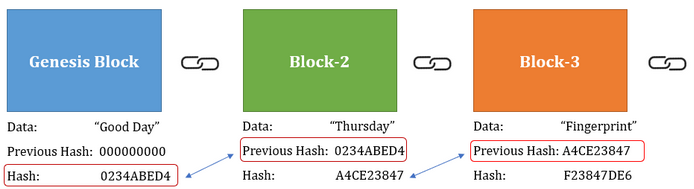 Genesis Block
Block-2
Block-3
Data: "Good Day"
Previous Hash: 000000000
Hash: 0234ABED4
Data: "Thursday"
Previous Hash: 0234ABED4
Hash: A4CE23847
Data: "Fingerprint"
Previous Hash: A4CE23847
Hash: F23847DE6